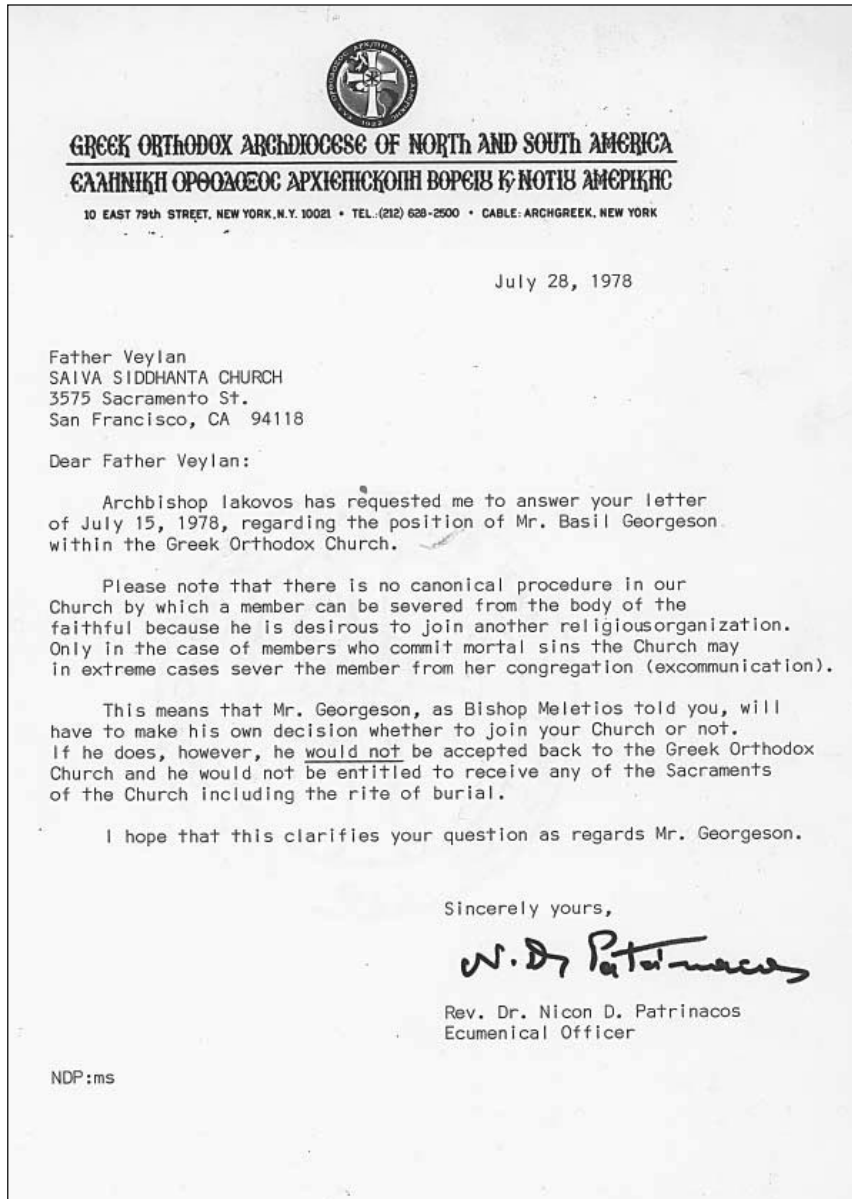 GREEK ORTHODOX ARCHDIOCESE OF NORTH AND SOUTH AMERICA
ΕΛΛΗΝΙΚΗ ΟΡΘΟΔΟΞΟΣ ΑΡΧΙΕΠΙΣΚΟΠΗ ΒΟΡΕΙȢ Ϗ ΝΟΤΙȢ ΑΜΕΡΙΚΗΣ
10 EAST 79th STREET, NEW YORK, N.Y. 10021 • TEL.:(212) 628-2500 • CABLE: ARCHGREEK, NEW YORK
July 28, 1978
Father Veylan
SAIVA SIDDHANTA CHURCH
3575 Sacramento St.
San Francisco, CA 94118
Dear Father Veylan:
Archbishop Iakovos has requested me to answer your letter
of July 15, 1978, regarding the position of Mr. Basil Georgeson
within the Greek Orthodox Church.
Please note that there is no canonical procedure in our
Church by which a member can be severed from the body of the
faithful because he is desirous to join another religiousorganization.
Only in the case of members who commit mortal sins the Church may
in extreme cases sever the member from her congregation (excommunication).
This means that Mr. Georgeson, as Bishop Meletios told you, will
have to make his own decision whether to join your Church or not.
If he does, however, he would not be accepted back to the Greek Orthodox
Church and he would not be entitled to receive any of the Sacraments
of the Church including the rite of burial.
I hope that this clarifies your question as regards Mr. Georgeson.
Sincerely yours,
N. D. Patrinacos
Rev. Dr. Nicon D. Patrinacos
Ecumenical Officer
NDP:ms